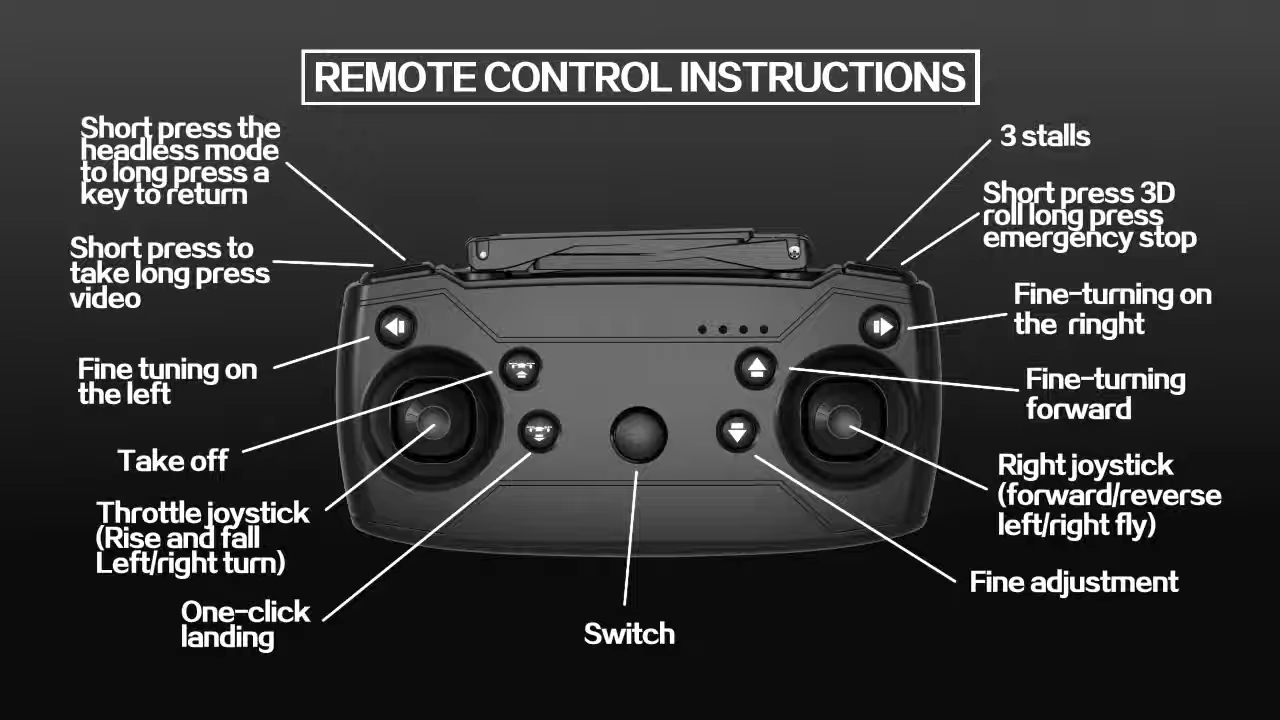 REMOTE CONTROL INSTRUCTIONS
Short press the
headless mode
to long press a
key to return
Short press to
take long press
video
Fine tuning on
the left
Take off
Throttle joystick
(Rise and fall
Left/right turn)
One-click
landing
Switch
3 stalls
Short press 3D
roll long press
emergency stop
Fine-turning on
the ringht
Fine-turning
forward
Right joystick
(forward/reverse
left/right fly)
Fine adjustment